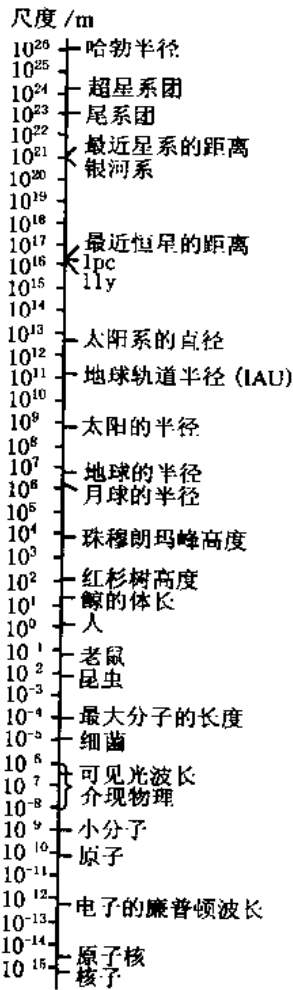 尺度/m
10²⁶ 哈勃半径
10²⁵
10²⁴ 超星系团
10²³ 尾系团
10²²
最近星系的距离
10²¹ 银河系
10²⁰
10¹⁹
10¹⁸
10¹⁷ 最近恒星的距离
10¹⁶ 1pc
10¹⁵ 1ly
10¹⁴
10¹³ 太阳系的直径
10¹²
10¹¹ 地球轨道半径 (IAU)
10¹⁰
10⁹ 太阳的半径
10⁸
10⁷ 地球的半径
10⁶ 月球的半径
10⁵
10⁴ 珠穆朗玛峰高度
10³
10² 红杉树高度
10¹ 鲸的体长
10⁰ 人
10⁻¹ 老鼠
10⁻² 昆虫
10⁻³
10⁻⁴ 最大分子的长度
10⁻⁵ 细菌
10⁻⁶ 可见光波长
10⁻⁷ 介现物理
10⁻⁸
10⁻⁹ 小分子
10⁻¹⁰ 原子
10⁻¹¹
10⁻¹² 电子的廉普顿波长
10⁻¹³
10⁻¹⁴ 原子核
10⁻¹⁵ 核子